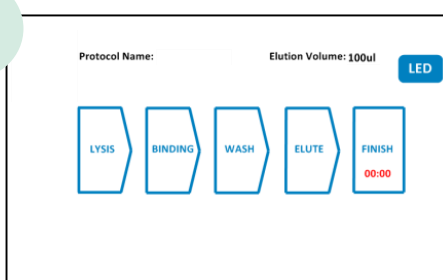 Protocol Name:
Elution Volume: 100ul
LED
LYSIS
BINDING
WASH
ELUTE
FINISH
00:00